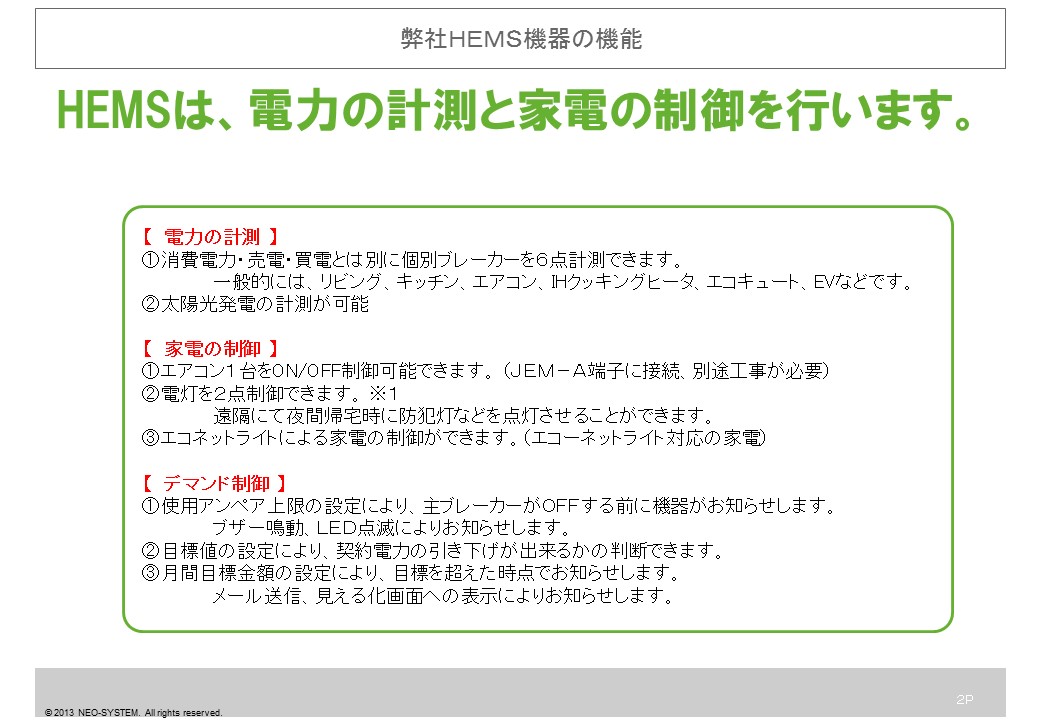 弊社HEMS機器の機能
HEMSは、電力の計測と家電の制御を行います。
【 電力の計測 】
①消費電力・売電・買電とは別に個別ブレーカーを６点計測できます。
一般的には、リビング、キッチン、エアコン、IHクッキングヒータ、エコキュート、EVなどです。
②太陽光発電の計測が可能
【 家電の制御 】
①エアコン１台をON/OFF制御可能できます。（JEM－A端子に接続、別途工事が必要）
②電灯を２点制御できます。※１
遠隔にて夜間帰宅時に防犯灯などを点灯させることができます。
③エコネットライトによる家電の制御ができます。（エコーネットライト対応の家電）
【 デマンド制御 】
①使用アンペア上限の設定により、主ブレーカーがOFFする前に機器がお知らせします。
ブザー鳴動、LED点滅によりお知らせします。
②目標値の設定により、契約電力の引き下げが出来るかの判断できます。
③月間目標金額の設定により、目標を超えた時点でお知らせします。
メール送信、見える化画面への表示によりお知らせします。
2P
© 2013 NEO-SYSTEM. All rights reserved.